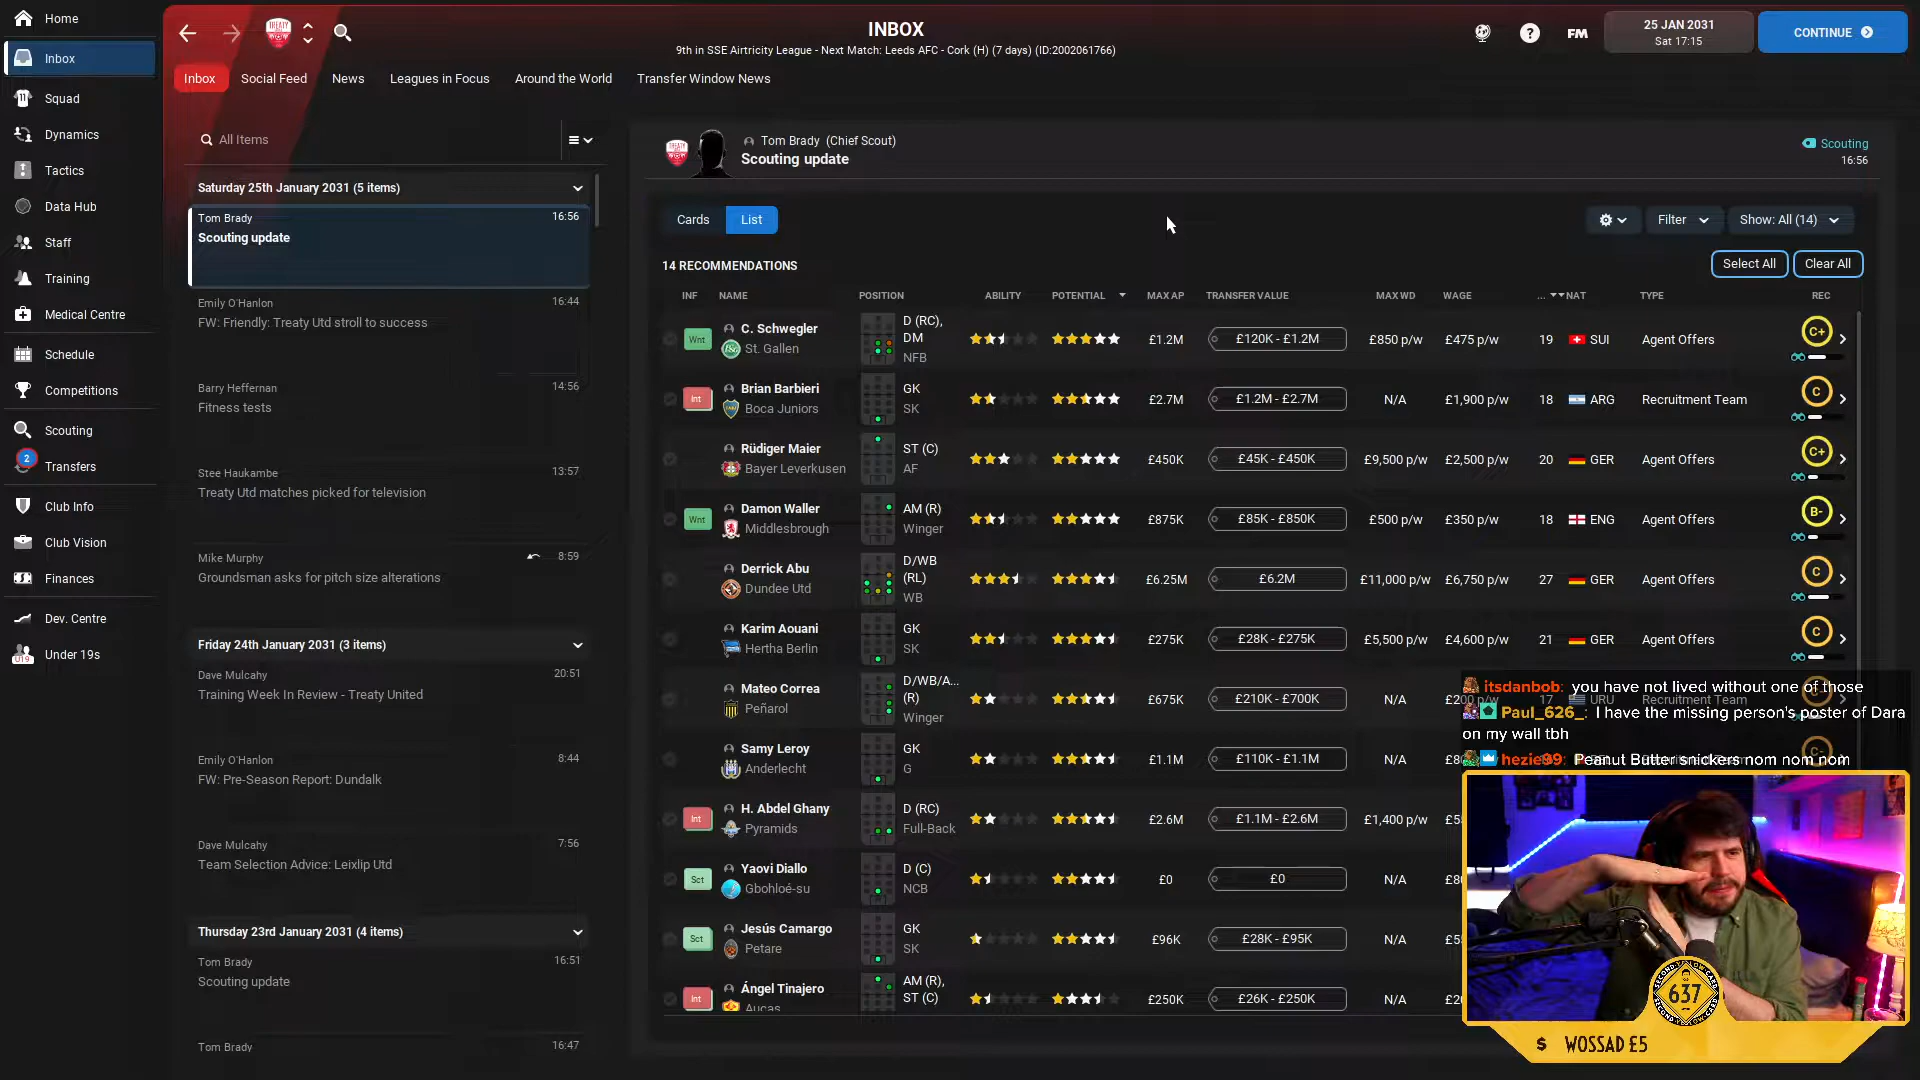 Home
Inbox
Squad
Dynamics
Tactics
Data Hub
Staff
Training
Medical Centre
Schedule
Competitions
Scouting
2
Transfers
Club Info
Club Vision
Finances
Dev. Centre
U19
Under 19s
INBOX
9th in SSE Airtricity League - Next Match: Leeds AFC - Cork (H) (7 days) (ID:2002061766)
FM
25 JAN 2031
Sat 17:15
CONTINUE
Inbox Social Feed News Leagues in Focus Around the World Transfer Window News
All Items
Saturday 25th January 2031 (5 items)
Tom Brady 16:56
Scouting update
Emily O'Hanlon 16:44
FW: Friendly: Treaty Utd stroll to success
Barry Heffernan 14:56
Fitness tests
Stee Haukambe 13:57
Treaty Utd matches picked for television
Mike Murphy 8:59
Groundsman asks for pitch size alterations
Friday 24th January 2031 (3 items)
Dave Mulcahy 20:51
Training Week In Review - Treaty United
Emily O'Hanlon 8:44
FW: Pre-Season Report: Dundalk
Dave Mulcahy 7:56
Team Selection Advice: Leixlip Utd
Thursday 23rd January 2031 (4 items)
Tom Brady 16:51
Scouting update
Tom Brady 16:47
Tom Brady (Chief Scout)
Scouting update
Scouting
16:56
Cards List
Filter Show: All (14)
14 RECOMMENDATIONS
Select All Clear All
INF NAME POSITION ABILITY POTENTIAL MAX AP TRANSFER VALUE MAX WD WAGE ... NAT TYPE REC
Wnt C. Schwegler St. Gallen D (RC), DM NFB £1.2M £120K - £1.2M £850 p/w £475 p/w 19 SUI Agent Offers C+
Int Brian Barbieri Boca Juniors GK SK £2.7M £1.2M - £2.7M N/A £1,900 p/w 18 ARG Recruitment Team C
Rüdiger Maier Bayer Leverkusen ST (C) AF £450K £45K - £450K £9,500 p/w £2,500 p/w 20 GER Agent Offers C+
Wnt Damon Waller Middlesbrough AM (R) Winger £875K £85K - £850K £500 p/w £350 p/w 18 ENG Agent Offers B-
Derrick Abu Dundee Utd D/WB (RL) WB £6.25M £6.2M £11,000 p/w £6,750 p/w 27 GER Agent Offers C
Karim Aouani Hertha Berlin GK SK £275K £28K - £275K £5,500 p/w £4,600 p/w 21 GER Agent Offers C
Mateo Correa Peñarol D/WB/A... (R) Winger £675K £210K - £700K N/A £200 p/w 17 URU Recruitment Team
Samy Leroy Anderlecht GK G £1.1M £110K - £1.1M N/A C-
Int H. Abdel Ghany Pyramids D (RC) Full-Back £2.6M £1.1M - £2.6M £1,400 p/w
Sct Yaovi Diallo Gbohloé-su D (C) NCB £0 £0 N/A
Sct Jesús Camargo Petare GK SK £96K £28K - £95K N/A
Int Ángel Tinajero Aucas AM (R), ST (C) £250K £26K - £250K N/A
itsdanbob: you have not lived without one of those
Paul_626_: I have the missing person's poster of Dara
on my wall tbh
hezie99: Peanut Butter snickers nom nom nom
637
$ WOSSAD £5